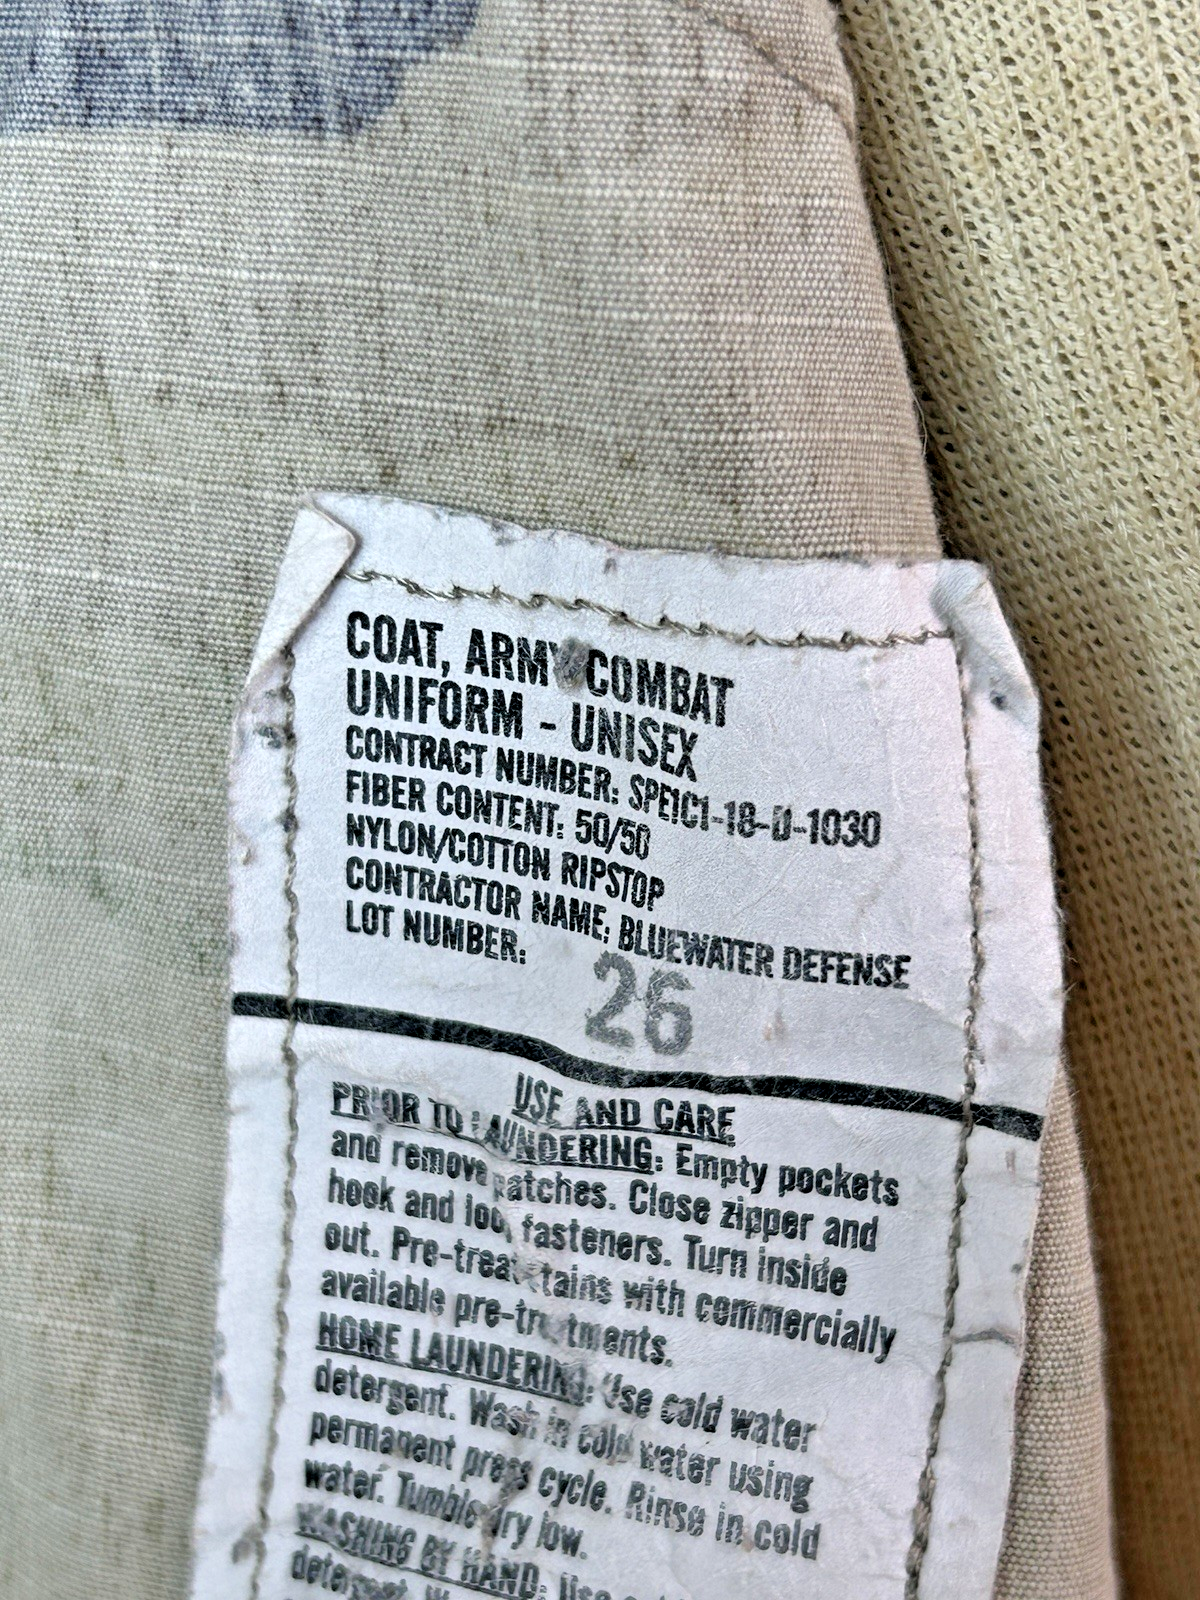 COAT, ARMY COMBAT
UNIFORM - UNISEX
CONTRACT NUMBER: SPE1C1-18-D-1030
FIBER CONTENT: 50/50
NYLON/COTTON RIPSTOP
CONTRACTOR NAME: BLUEWATER DEFENSE
LOT NUMBER:
26
USE AND CARE
PRIOR TO LAUNDERING: Empty pockets
and remove patches. Close zipper and
hook and loop fasteners. Turn inside
out. Pre-treat stains with commercially
available pre-treatments.
HOME LAUNDERING: Use cold water
detergent. Wash in cold water using
permanent press cycle. Rinse in cold
water. Tumble dry low.
WASHING BY HAND: Use
detergent.